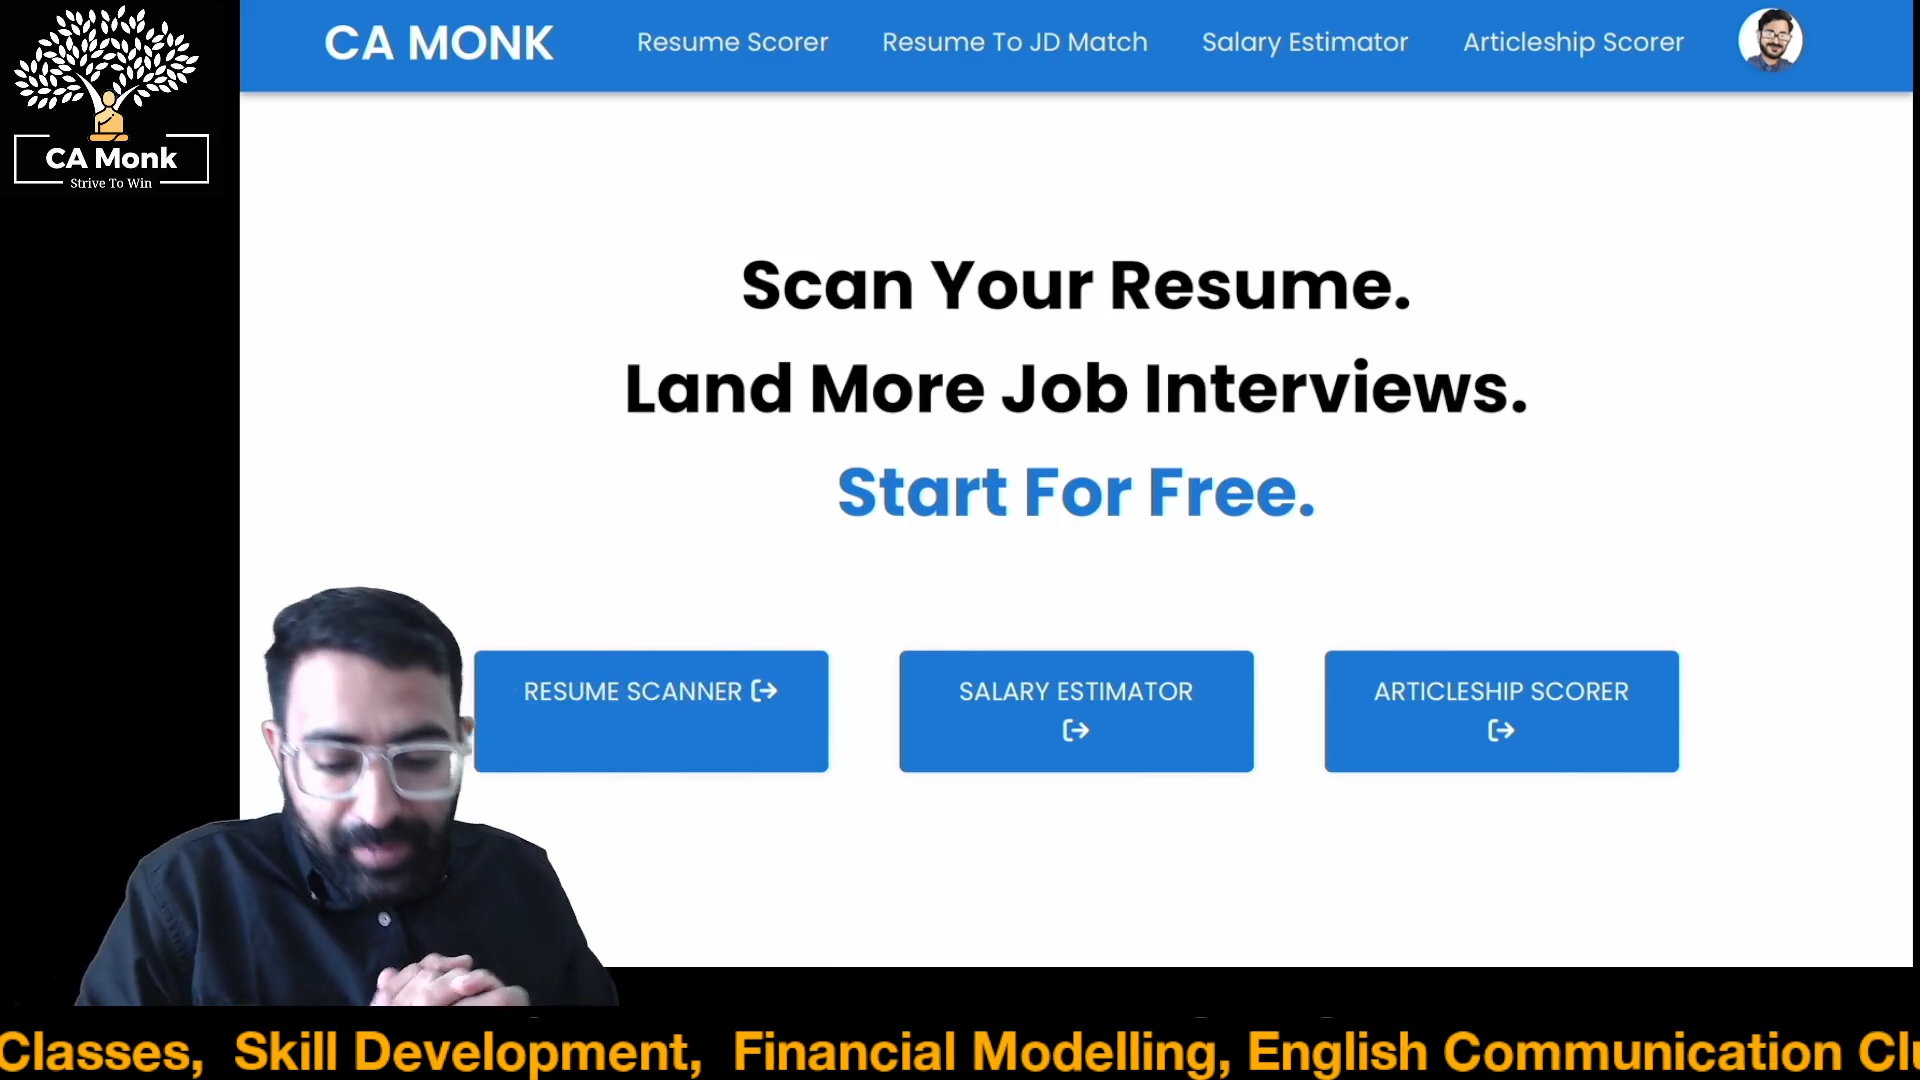 CA Monk
Strive To Win
CA MONK
Resume Scorer
Resume To JD Match
Salary Estimator
Articleship Scorer
Scan Your Resume.
Land More Job Interviews.
Start For Free.
RESUME SCANNER
SALARY ESTIMATOR
ARTICLESHIP SCORER
Classes, Skill Development, Financial Modelling, English Communication Clu